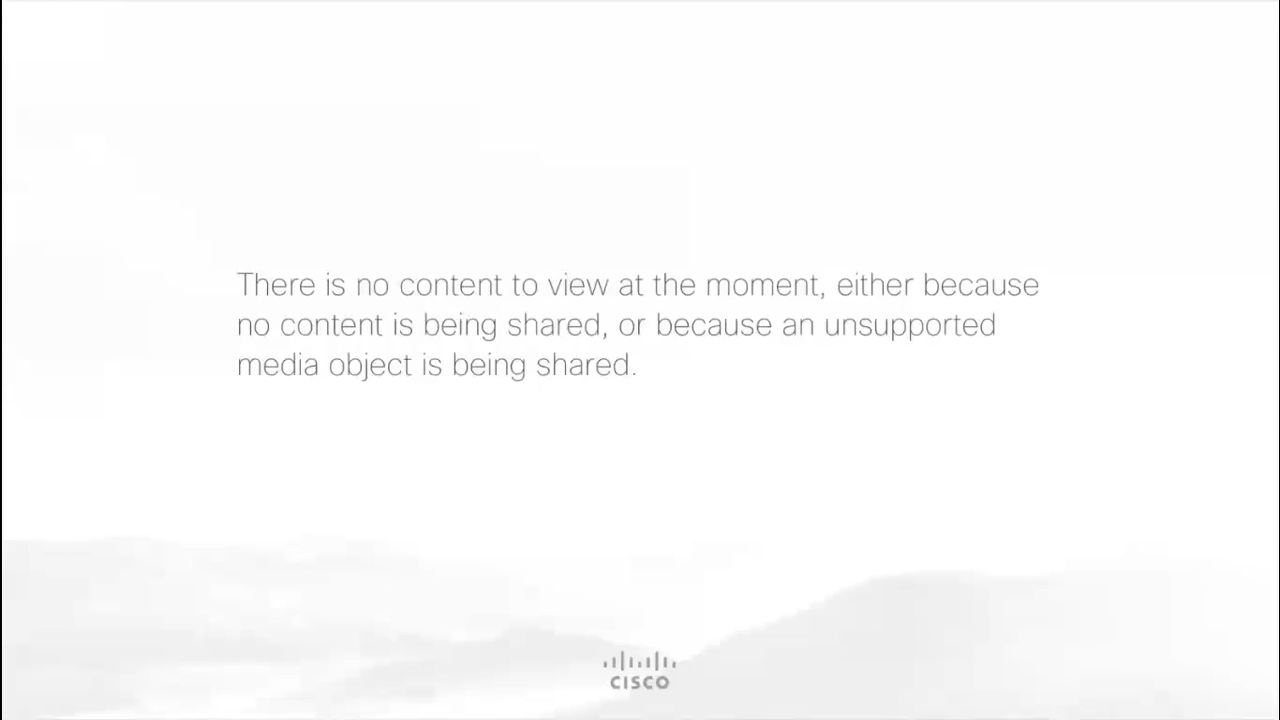 There is no content to view at the moment, either because
no content is being shared, or because an unsupported
media object is being shared.
CISCO